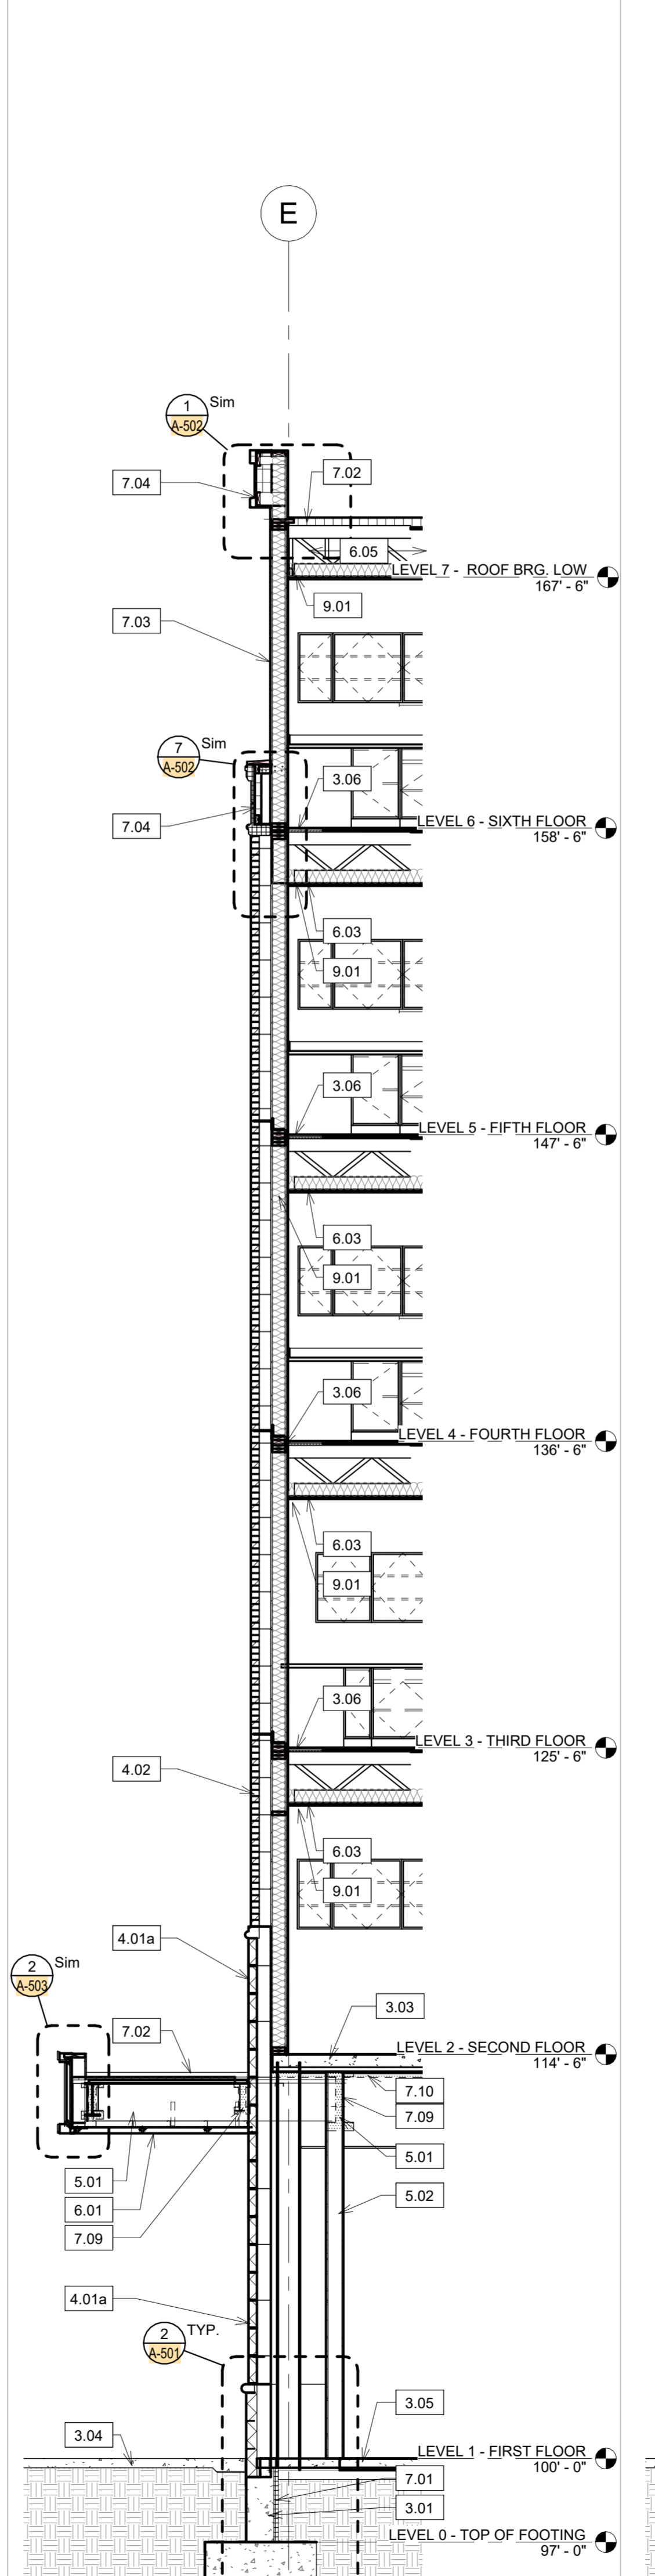 E
1
A-502
Sim
7.04
7.02
6.05
LEVEL 7 - ROOF BRG. LOW
167' - 6"
9.01
7.03
7
A-502
Sim
3.06
7.04
LEVEL 6 - SIXTH FLOOR
158' - 6"
6.03
9.01
3.06
LEVEL 5 - FIFTH FLOOR
147' - 6"
6.03
9.01
3.06
LEVEL 4 - FOURTH FLOOR
136' - 6"
6.03
9.01
3.06
LEVEL 3 - THIRD FLOOR
125' - 6"
4.02
6.03
9.01
4.01a
2
A-503
Sim
3.03
7.02
LEVEL 2 - SECOND FLOOR
114' - 6"
7.10
7.09
5.01
5.01
5.02
6.01
7.09
4.01a
2
A-501
TYP.
3.05
3.04
LEVEL 1 - FIRST FLOOR
100' - 0"
7.01
3.01
LEVEL 0 - TOP OF FOOTING
97' - 0"